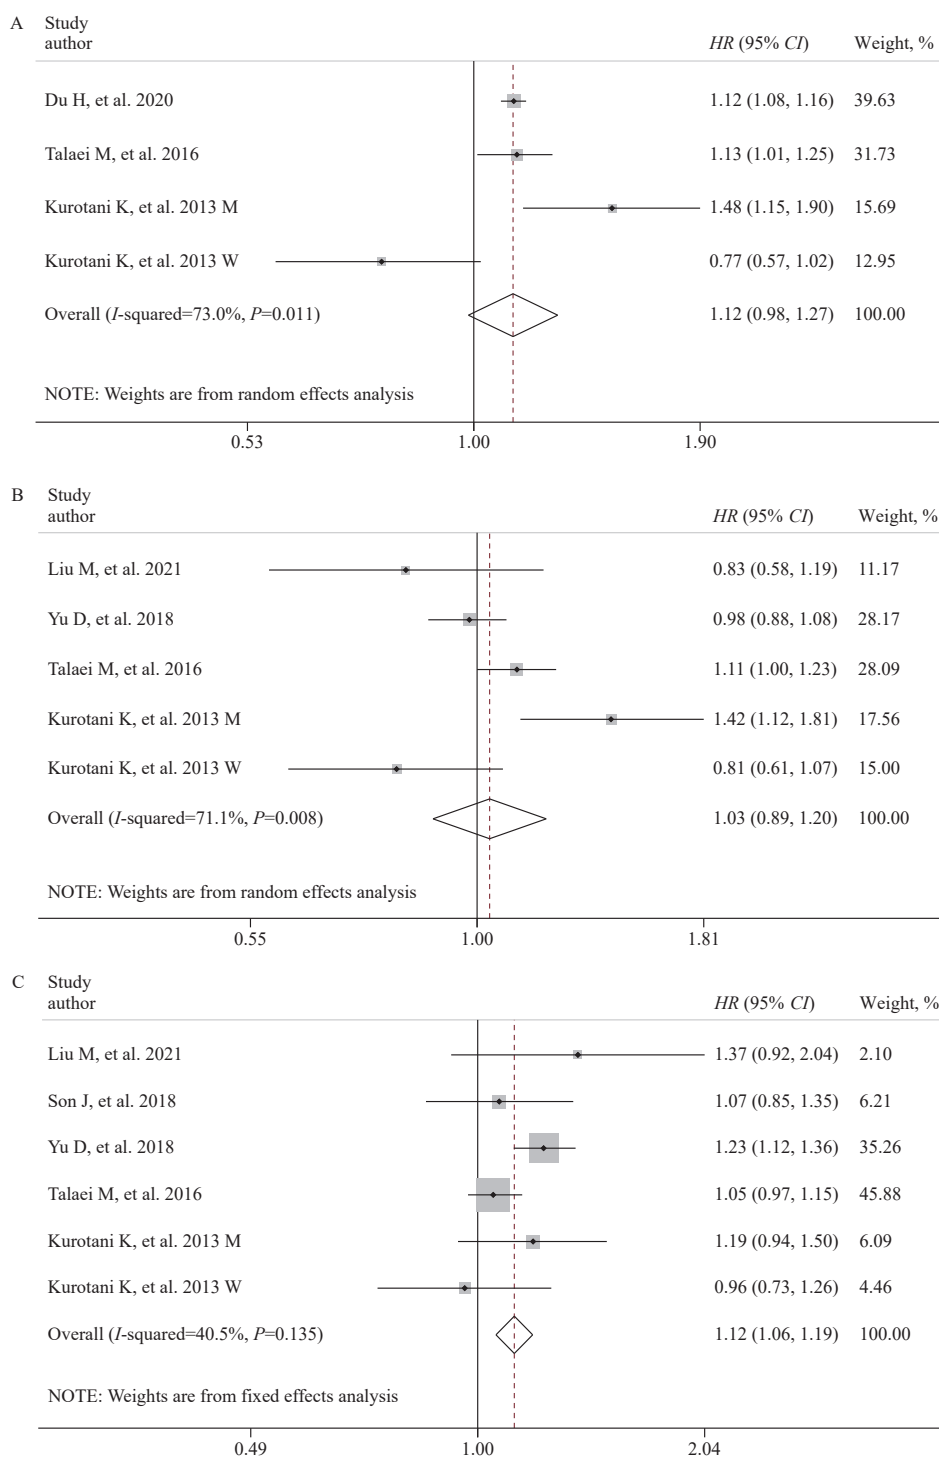 A Study
author HR (95% CI) Weight, %
Du H, et al. 2020 1.12 (1.08, 1.16) 39.63
Talaei M, et al. 2016 1.13 (1.01, 1.25) 31.73
Kurotani K, et al. 2013 M 1.48 (1.15, 1.90) 15.69
Kurotani K, et al. 2013 W 0.77 (0.57, 1.02) 12.95
Overall (I-squared=73.0%, P=0.011) 1.12 (0.98, 1.27) 100.00
NOTE: Weights are from random effects analysis
0.53 1.00 1.90
B Study
author HR (95% CI) Weight, %
Liu M, et al. 2021 0.83 (0.58, 1.19) 11.17
Yu D, et al. 2018 0.98 (0.88, 1.08) 28.17
Talaei M, et al. 2016 1.11 (1.00, 1.23) 28.09
Kurotani K, et al. 2013 M 1.42 (1.12, 1.81) 17.56
Kurotani K, et al. 2013 W 0.81 (0.61, 1.07) 15.00
Overall (I-squared=71.1%, P=0.008) 1.03 (0.89, 1.20) 100.00
NOTE: Weights are from random effects analysis
0.55 1.00 1.81
C Study
author HR (95% CI) Weight, %
Liu M, et al. 2021 1.37 (0.92, 2.04) 2.10
Son J, et al. 2018 1.07 (0.85, 1.35) 6.21
Yu D, et al. 2018 1.23 (1.12, 1.36) 35.26
Talaei M, et al. 2016 1.05 (0.97, 1.15) 45.88
Kurotani K, et al. 2013 M 1.19 (0.94, 1.50) 6.09
Kurotani K, et al. 2013 W 0.96 (0.73, 1.26) 4.46
Overall (I-squared=40.5%, P=0.135) 1.12 (1.06, 1.19) 100.00
NOTE: Weights are from fixed effects analysis
0.49 1.00 2.04